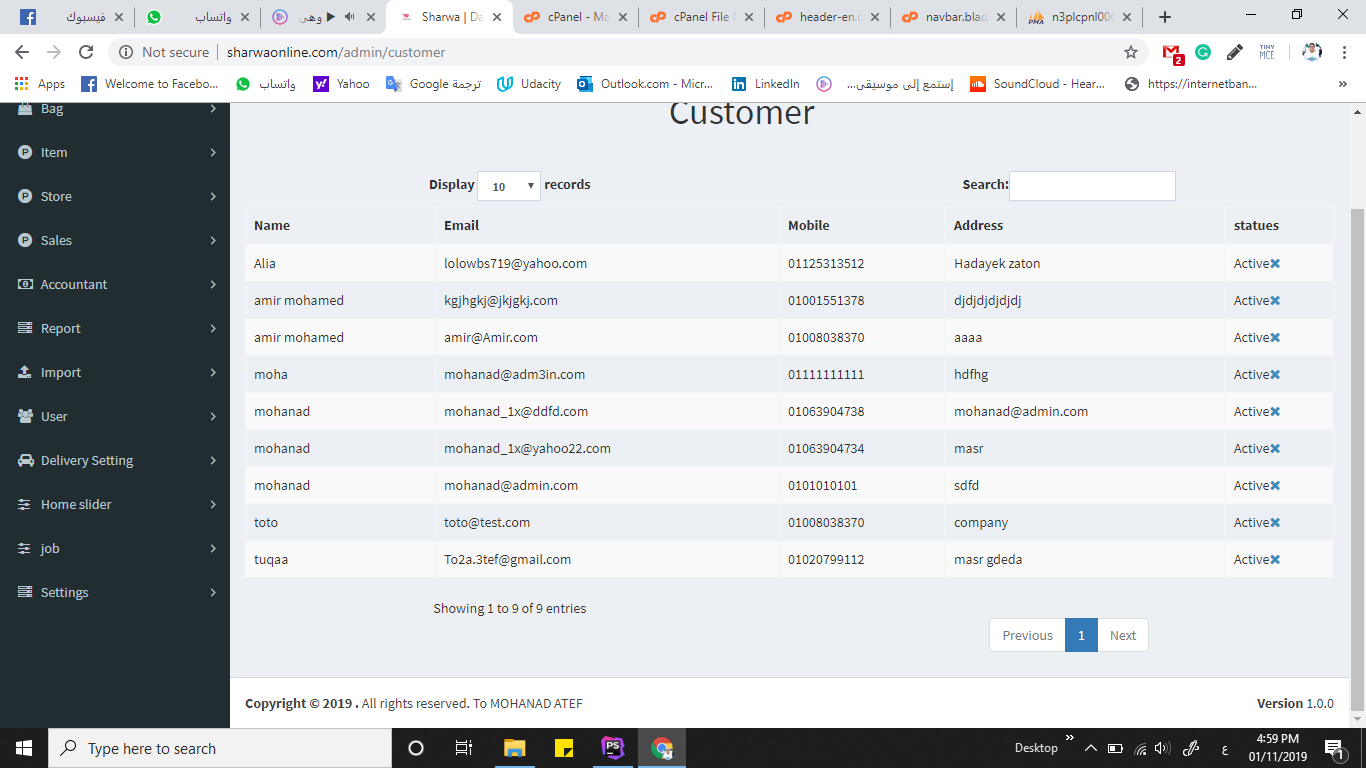 فيسبوك
واتساب
وهى
Sharwa | Da
cPanel - Ma
cPanel File M
header-en.c
navbar.blad
n3plcpnl00
Not secure | sharwaonline.com/admin/customer
2
TINY MCE
Apps Welcome to Facebo... واتساب Yahoo ترجمة Google Udacity Outlook.com - Micr... LinkedIn إستمع إلى موسيقى... SoundCloud - Hear... https://internetban... »
Bag
Item
Store
Sales
Accountant
Report
Import
User
Delivery Setting
Home slider
job
Settings
Customer
Display 10 records Search:
Name Email Mobile Address statues
Alia lolowbs719@yahoo.com 01125313512 Hadayek zaton Active
amir mohamed kgjhgkj@jkjgkj.com 01001551378 djdjdjdjdjdj Active
amir mohamed amir@Amir.com 01008038370 aaaa Active
moha mohanad@adm3in.com 01111111111 hdfhg Active
mohanad mohanad_1x@ddfd.com 01063904738 mohanad@admin.com Active
mohanad mohanad_1x@yahoo22.com 01063904734 masr Active
mohanad mohanad@admin.com 0101010101 sdfd Active
toto toto@test.com 01008038370 company Active
tuqaa To2a.3tef@gmail.com 01020799112 masr gdeda Active
Showing 1 to 9 of 9 entries
Previous 1 Next
Copyright © 2019 . All rights reserved. To MOHANAD ATEF Version 1.0.0
Type here to search
PS
Desktop »
ع
4:59 PM
01/11/2019
1